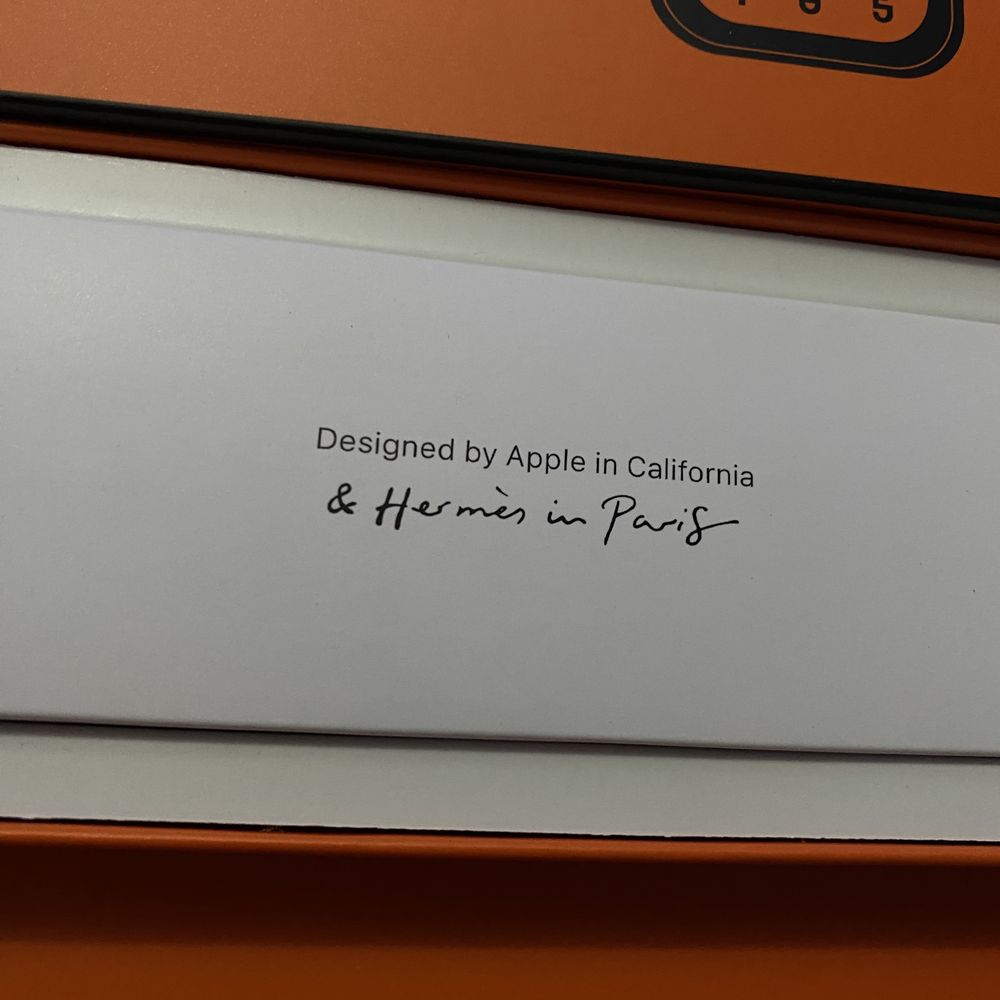 Designed by Apple in California
& Hermès in Paris